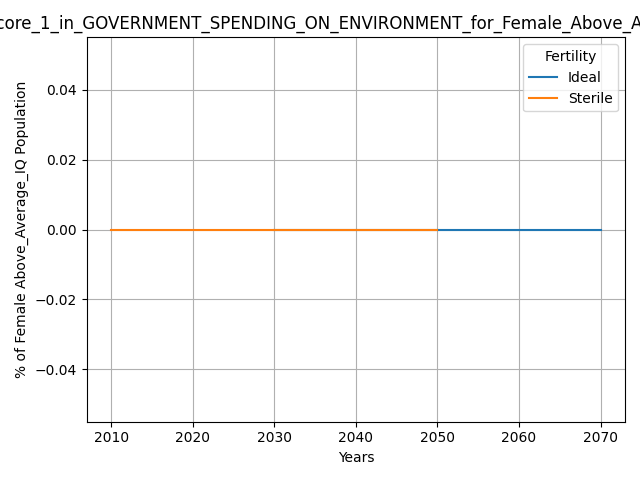 core_1_in_GOVERNMENT_SPENDING_ON_ENVIRONMENT_for_Female_Above_A
Fertility
Ideal
Sterile
% of Female Above_Average_IQ Population
0.04
0.02
0.00
−0.02
−0.04
2010 2020 2030 2040 2050 2060 2070
Years